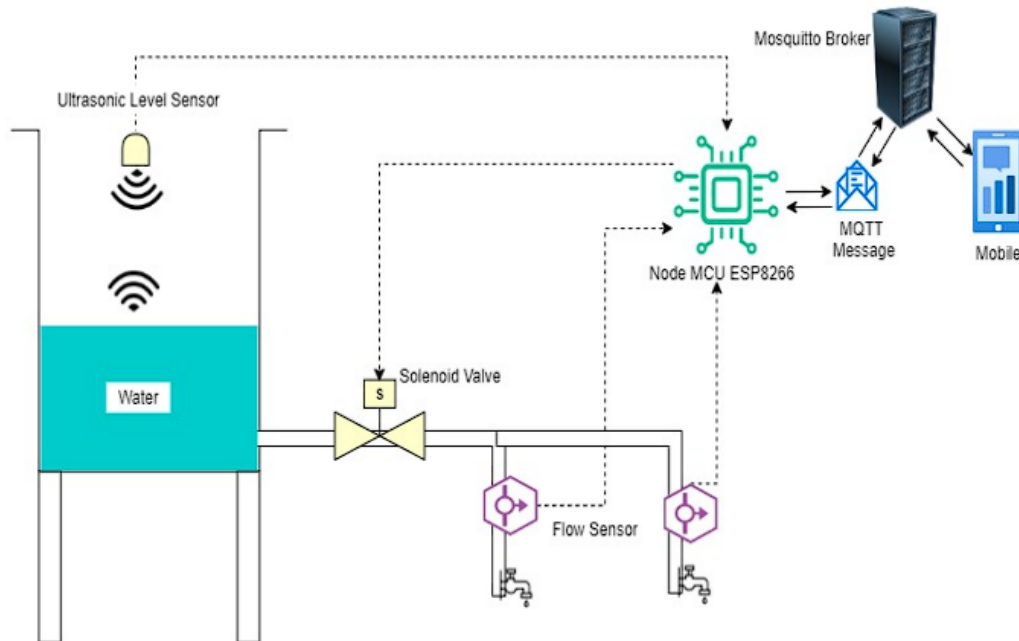 Mosquitto Broker
Ultrasonic Level Sensor
MQTT
Message
Mobile
Node MCU ESP8266
Solenoid Valve
S
Water
Flow Sensor